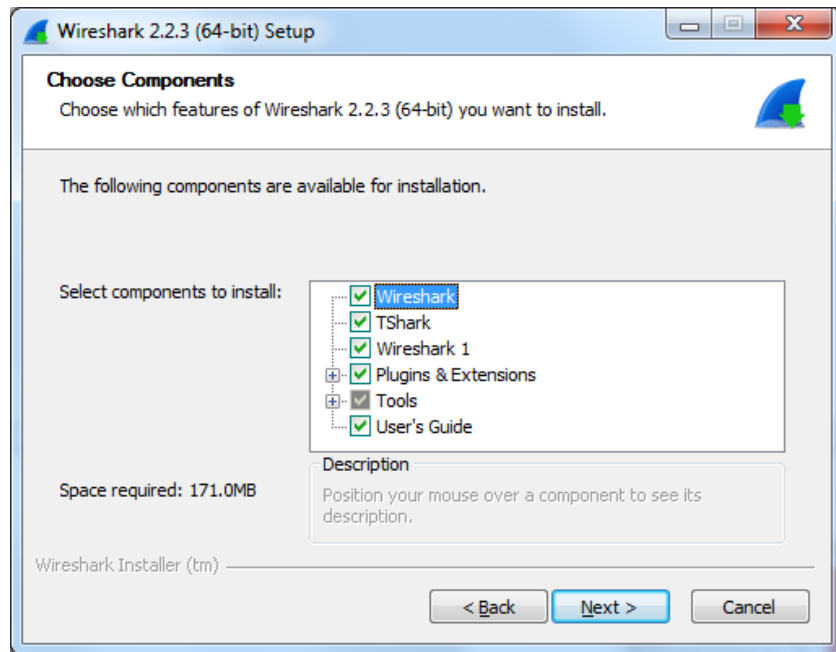 Wireshark 2.2.3 (64-bit) Setup
Choose Components
Choose which features of Wireshark 2.2.3 (64-bit) you want to install.
The following components are available for installation.
Select components to install:
Wireshark
TShark
Wireshark 1
Plugins & Extensions
Tools
User's Guide
Space required: 171.0MB
Description
Position your mouse over a component to see its
description.
Wireshark Installer (tm)
< Back
Next >
Cancel